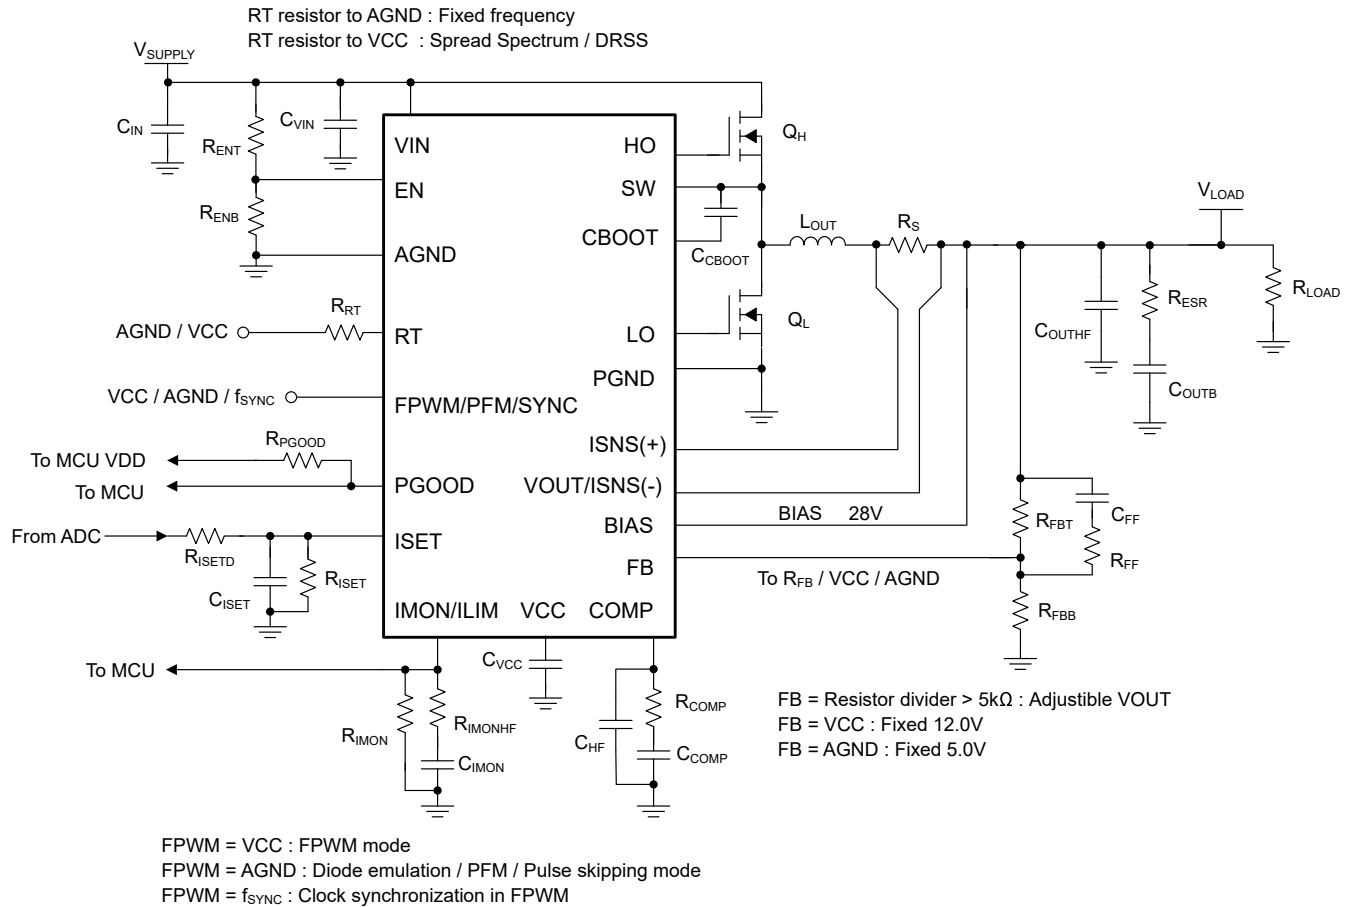 RT resistor to AGND : Fixed frequency
RT resistor to VCC : Spread Spectrum / DRSS
VSUPPLY
CIN
RENT
CVIN
RENB
VIN
EN
AGND
RT
FPWM/PFM/SYNC
PGOOD
ISET
IMON/ILIM
VCC
COMP
HO
SW
CBOOT
LO
PGND
ISNS(+)
VOUT/ISNS(-)
BIAS
FB
QH
CCBOOT
LOUT
RS
QL
VLOAD
RLOAD
RESR
COUTHF
COUTB
RRT
AGND / VCC
VCC / AGND / fSYNC
RPGOOD
To MCU VDD
To MCU
From ADC
RISETD
CISET
RISET
BIAS 28V
To RFB / VCC / AGND
RFBT
CFF
RFF
RFBB
To MCU
RIMON
RIMONHF
CIMON
CVCC
CHF
RCOMP
CCOMP
FB = Resistor divider > 5kΩ : Adjustible VOUT
FB = VCC : Fixed 12.0V
FB = AGND : Fixed 5.0V
FPWM = VCC : FPWM mode
FPWM = AGND : Diode emulation / PFM / Pulse skipping mode
FPWM = fSYNC : Clock synchronization in FPWM